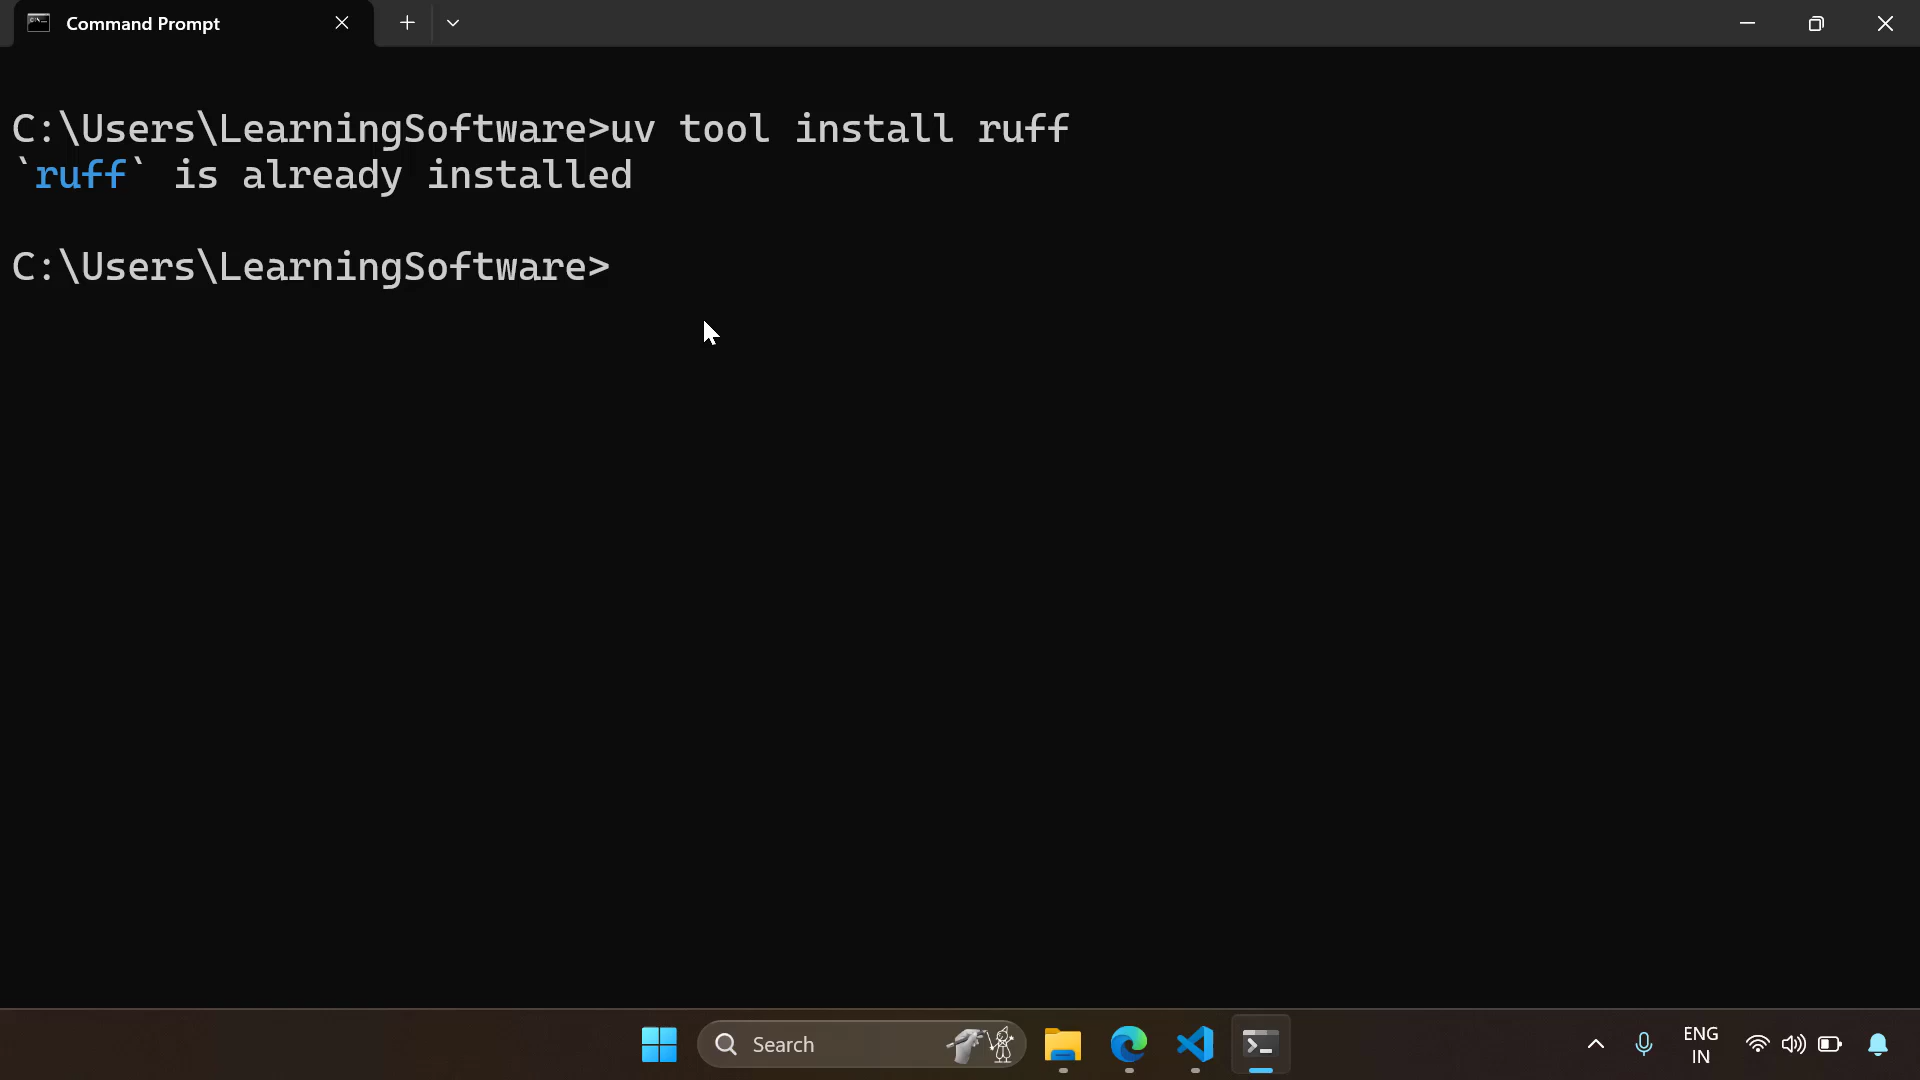 Command Prompt
C:\Users\LearningSoftware>uv tool install ruff
`ruff` is already installed
C:\Users\LearningSoftware>
Search
ENG
IN